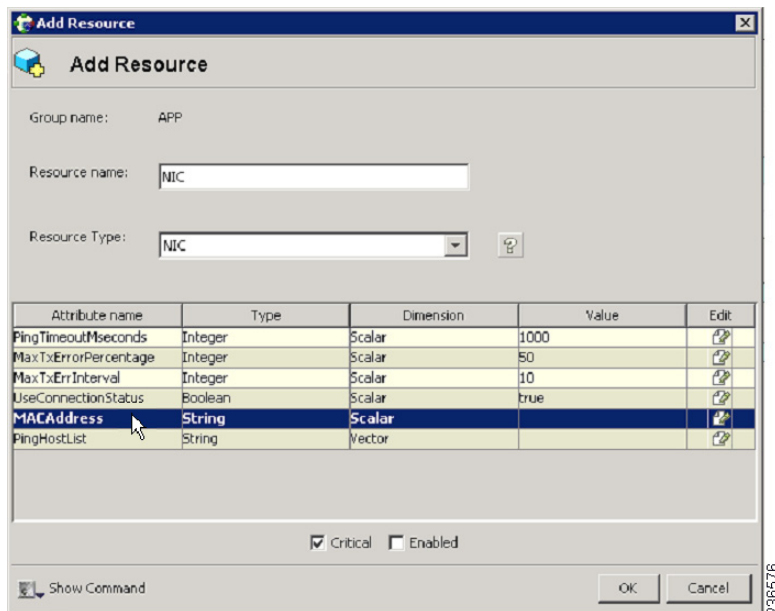 Add Resource
Add Resource
Group name: APP
Resource name: NIC
Resource Type: NIC
Attribute name Type Dimension Value Edit
PingTimeoutMseconds Integer Scalar 1000
MaxTxErrorPercentage Integer Scalar 50
MaxTxErrInterval Integer Scalar 10
UseConnectionStatus Boolean Scalar true
MACAddress String Scalar
PingHostList String Vector
Critical Enabled
Show Command OK Cancel